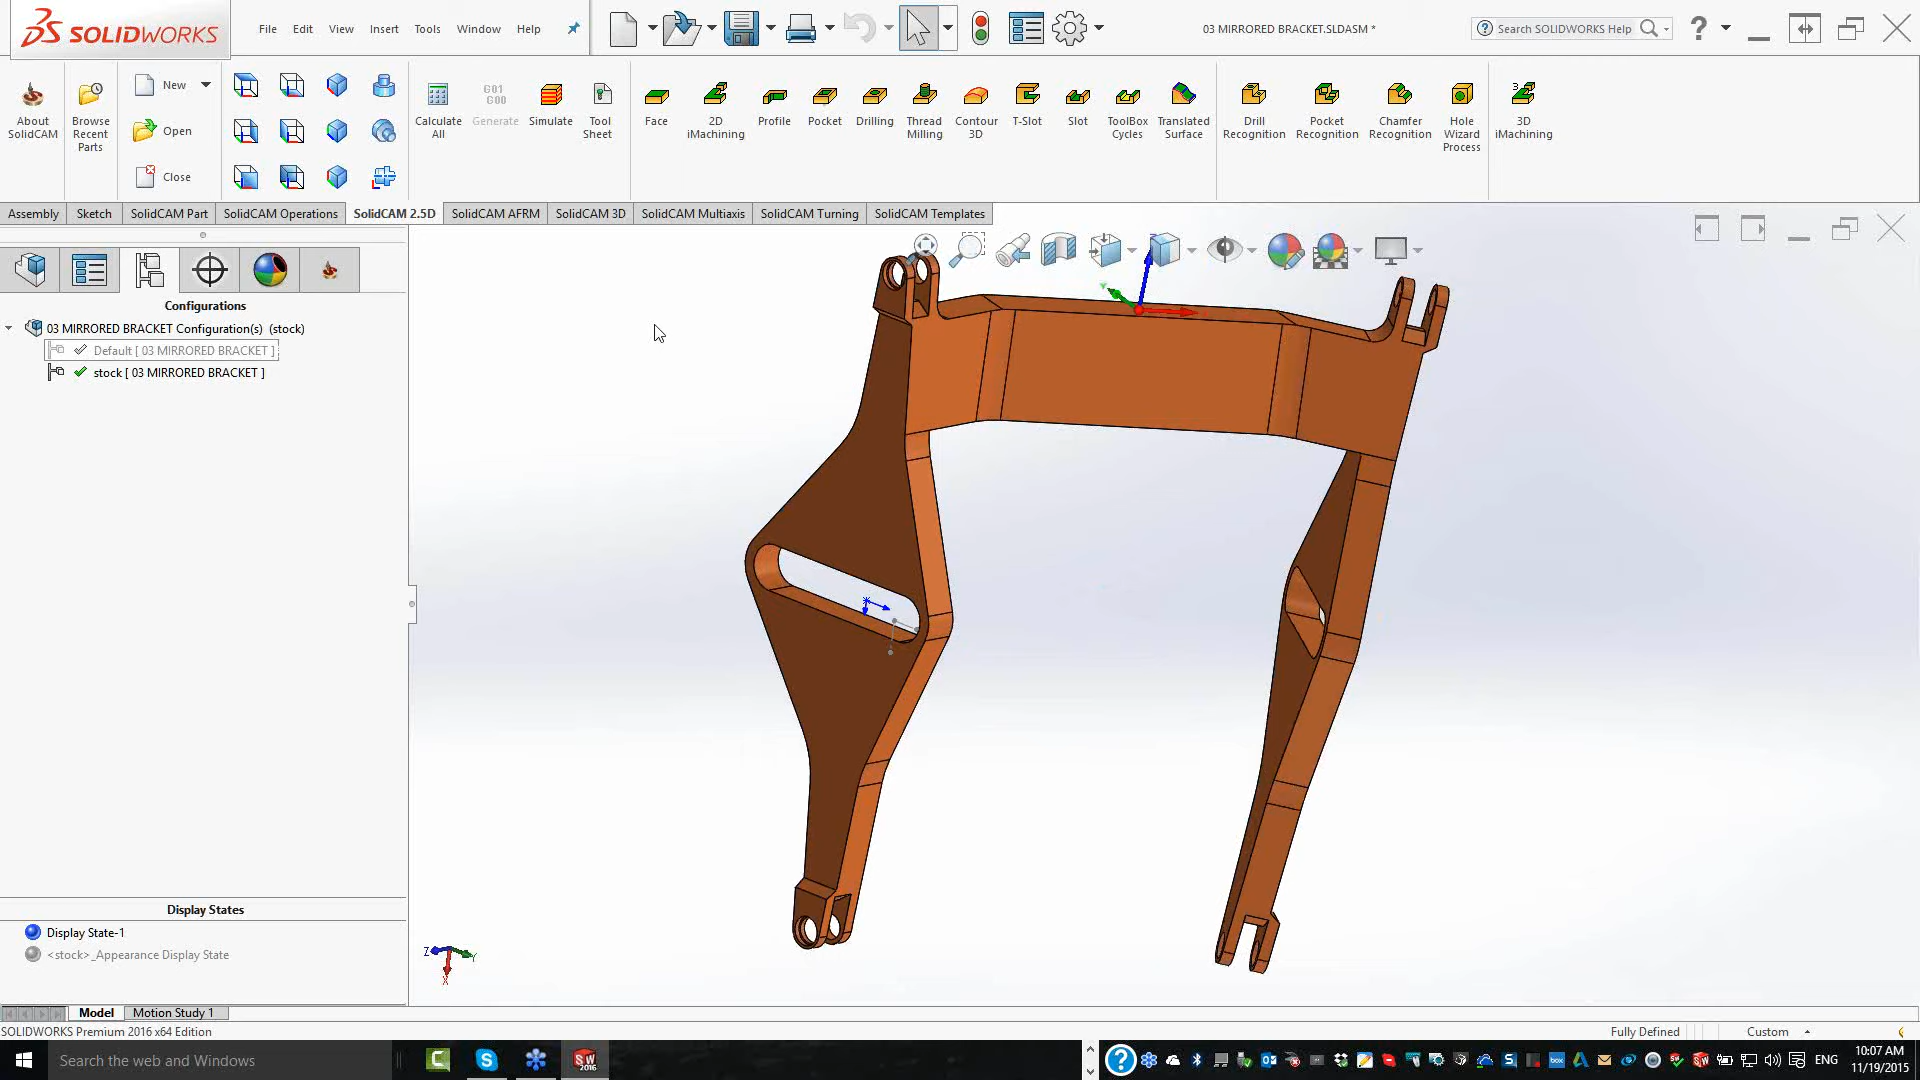 SOLIDWORKS
File Edit View Insert Tools Window Help
03 MIRRORED BRACKET.SLDASM *
Search SOLIDWORKS Help
About SolidCAM
Browse Recent Parts
New
Open
Close
Calculate All
G01 G00
Generate
Simulate
Tool Sheet
Face
2D iMachining
Profile
Pocket
Drilling
Thread Milling
Contour 3D
T-Slot
Slot
ToolBox Cycles
Translated Surface
Drill Recognition
Pocket Recognition
Chamfer Recognition
Hole Wizard Process
3D iMachining
Assembly Sketch SolidCAM Part SolidCAM Operations SolidCAM 2.5D SolidCAM AFRM SolidCAM 3D SolidCAM Multiaxis SolidCAM Turning SolidCAM Templates
Configurations
03 MIRRORED BRACKET Configuration(s) (stock)
Default [ 03 MIRRORED BRACKET ]
stock [ 03 MIRRORED BRACKET ]
Display States
Display State-1
<stock>_Appearance Display State
Z
Y
X
Model Motion Study 1
SOLIDWORKS Premium 2016 x64 Edition
Fully Defined
Custom
Search the web and Windows
SW 2016
ENG
10:07 AM
11/19/2015